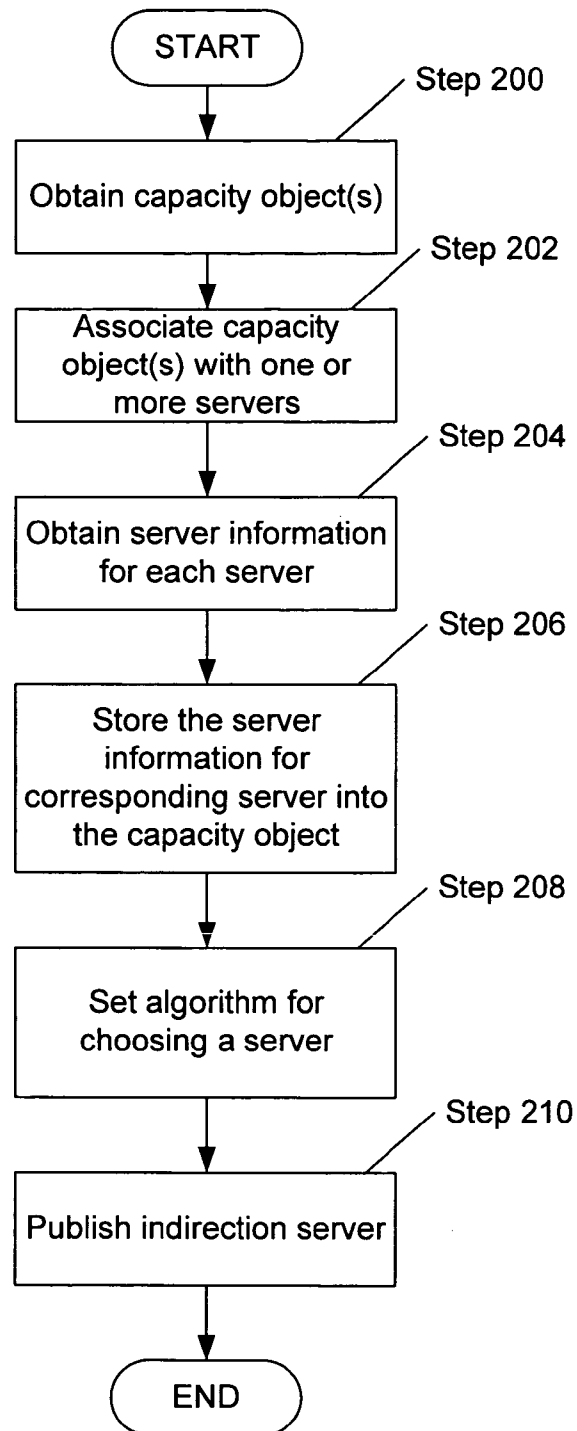 START
Step 200
Obtain capacity object(s)
Step 202
Associate capacity
object(s) with one or
more servers
Step 204
Obtain server information
for each server
Step 206
Store the server
information for
corresponding server into
the capacity object
Step 208
Set algorithm for
choosing a server
Step 210
Publish indirection server
END